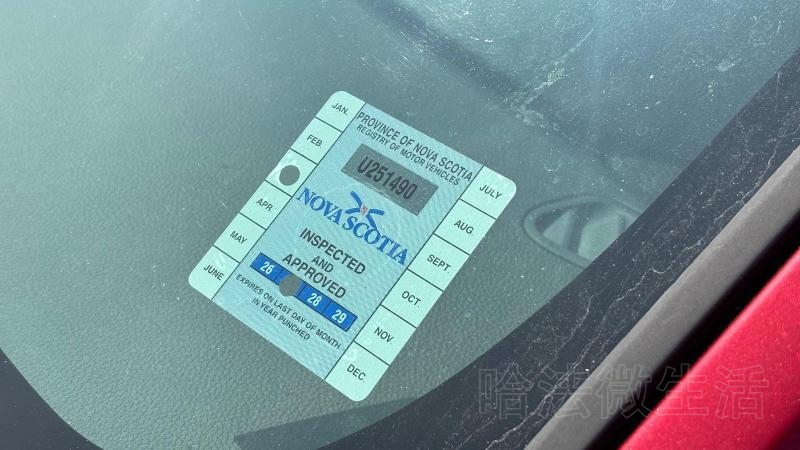 JAN.
FEB
APR
MAY
JUNE
PROVINCE OF NOVA SCOTIA
REGISTRY OF MOTOR VEHICLES
U251490
NOVA SCOTIA
INSPECTED
AND
APPROVED
26 28 29
EXPIRES ON LAST DAY OF MONTH
IN YEAR PUNCHED
JULY
AUG.
SEPT.
OCT.
NOV
DEC.
哈法微生活